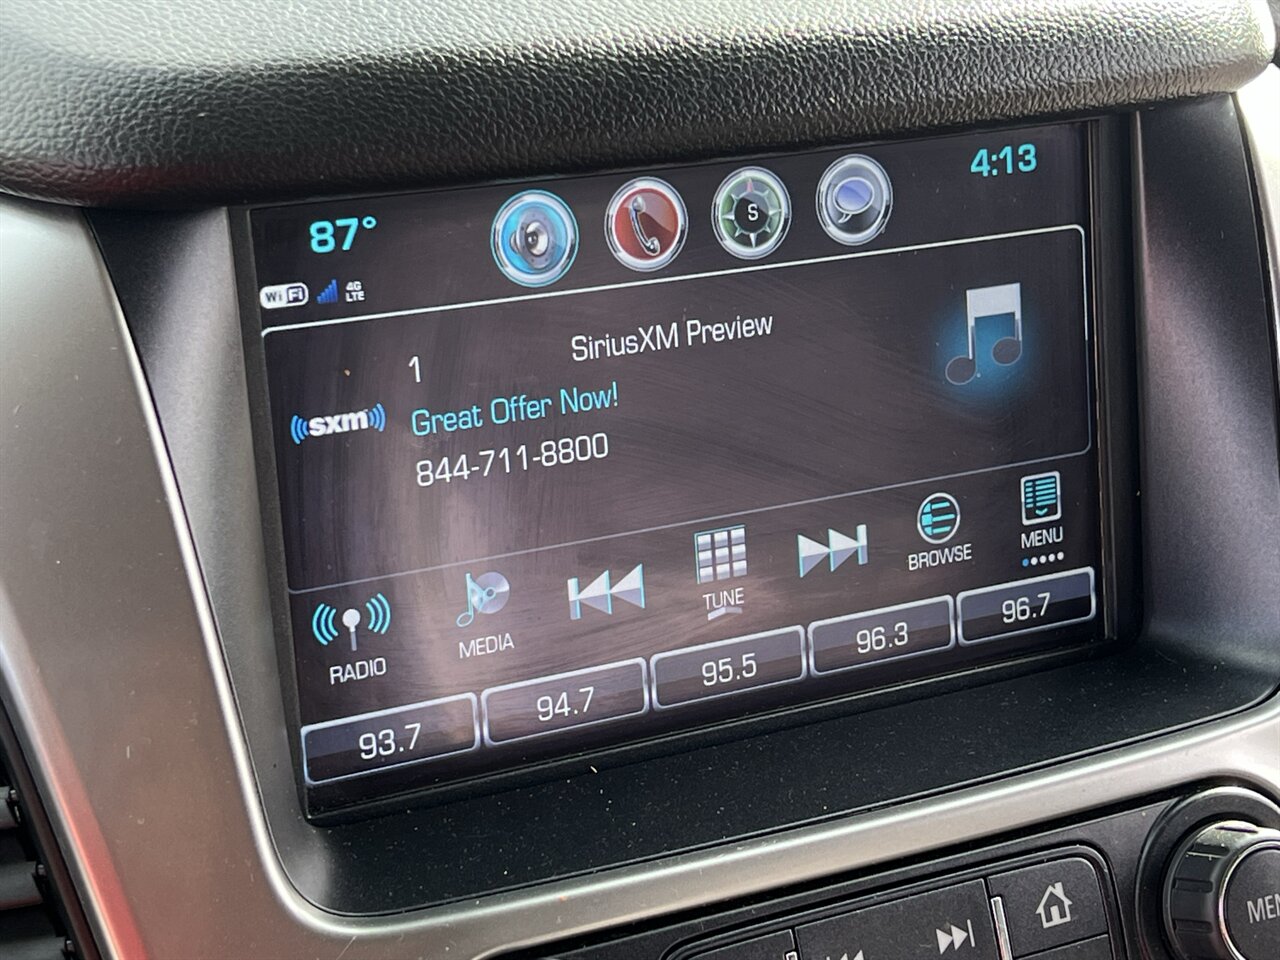 87°
S
4:13
WiFi
4G
LTE
1
SiriusXM Preview
sxm
Great Offer Now!
844-711-8800
RADIO
MEDIA
TUNE
BROWSE
MENU
93.7
94.7
95.5
96.3
96.7